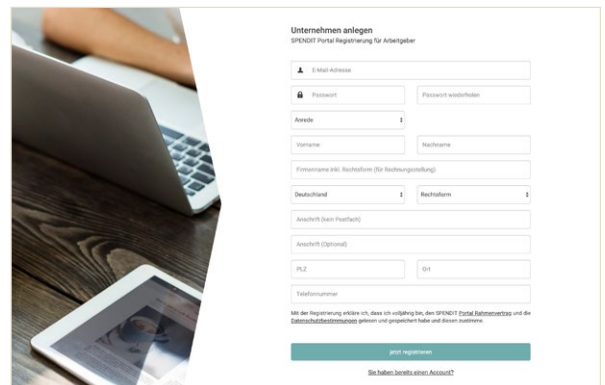 Unternehmen anlegen
SPENDIT Portal Registrierung für Arbeitgeber
E-Mail-Adresse
Passwort Passwort wiederholen
Anrede
Vorname Nachname
Firmenname inkl. Rechtsform (für Rechnungsstellung)
Deutschland Rechtsform
Anschrift (kein Postfach)
Anschrift (Optional)
PLZ Ort
Telefonnummer
Mit der Registrierung erkläre ich, dass ich volljährig bin, den SPENDIT Portal Rahmenvertrag und die
Datenschutzbestimmungen gelesen und gespeichert habe und diesen zustimme.
jetzt registrieren
Sie haben bereits einen Account?